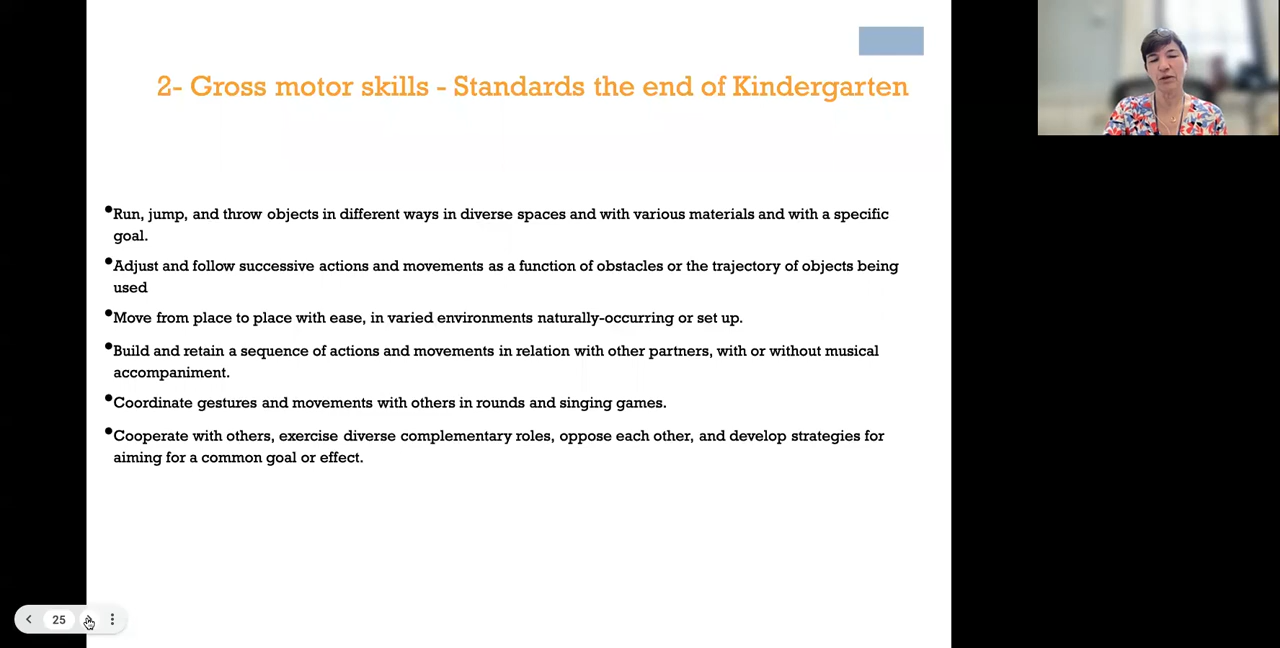 2- Gross motor skills - Standards the end of Kindergarten
•Run, jump, and throw objects in different ways in diverse spaces and with various materials and with a specific
goal.
•Adjust and follow successive actions and movements as a function of obstacles or the trajectory of objects being
used
•Move from place to place with ease, in varied environments naturally-occurring or set up.
•Build and retain a sequence of actions and movements in relation with other partners, with or without musical
accompaniment.
•Coordinate gestures and movements with others in rounds and singing games.
•Cooperate with others, exercise diverse complementary roles, oppose each other, and develop strategies for
aiming for a common goal or effect.
25